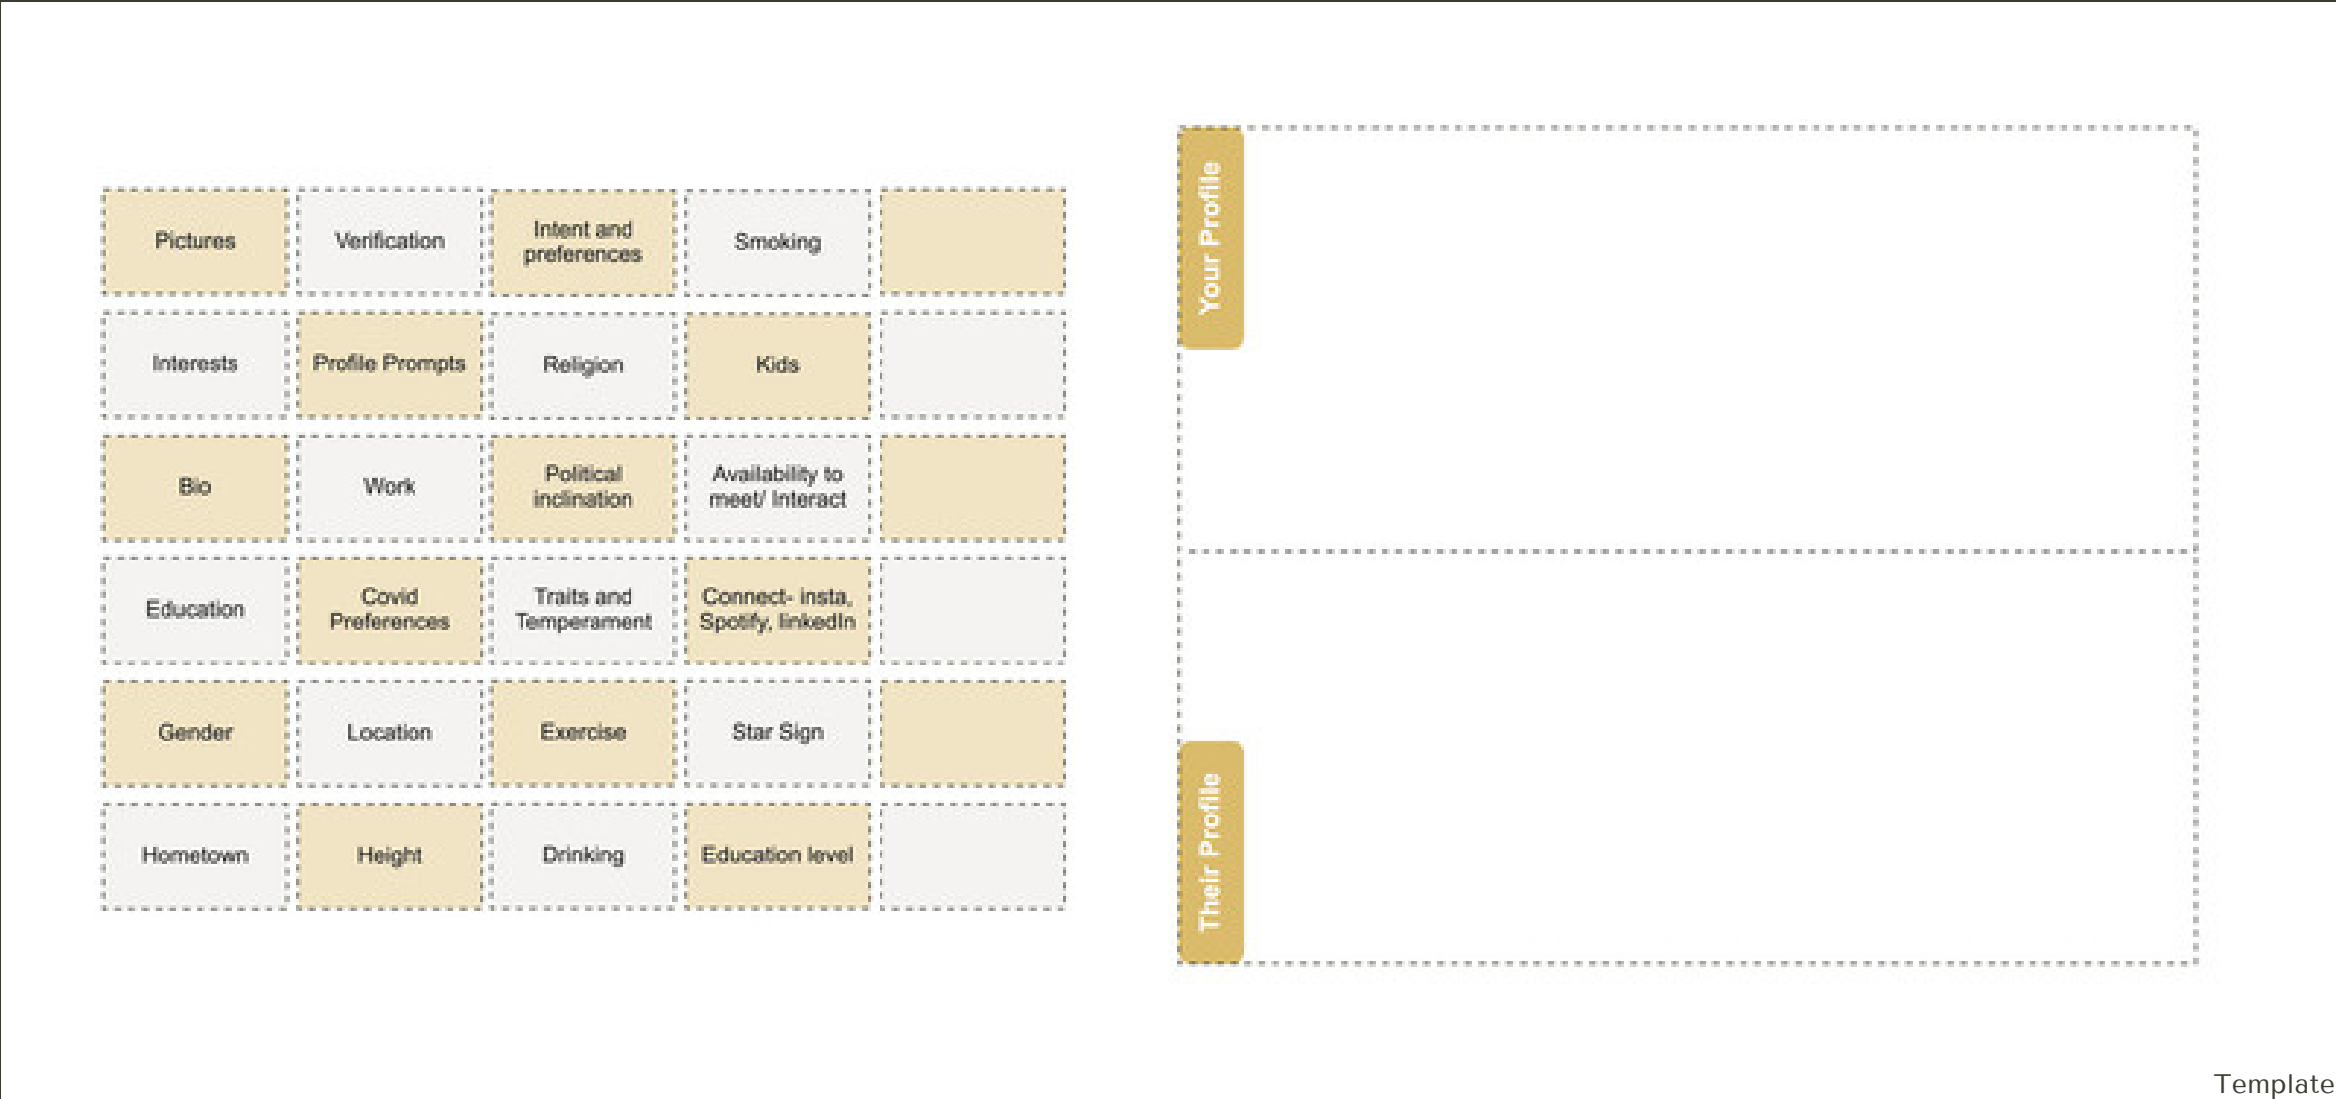 Pictures
Verification
Intent and
preferences
Smoking
Interests
Profile Prompts
Religion
Kids
Bio
Work
Political
inclination
Availability to
meet/ Interact
Education
Covid
Preferences
Traits and
Temperament
Connect- insta,
Spotify, linkedIn
Gender
Location
Exercise
Star Sign
Hometown
Height
Drinking
Education level
Your Profile
Their Profile
Template